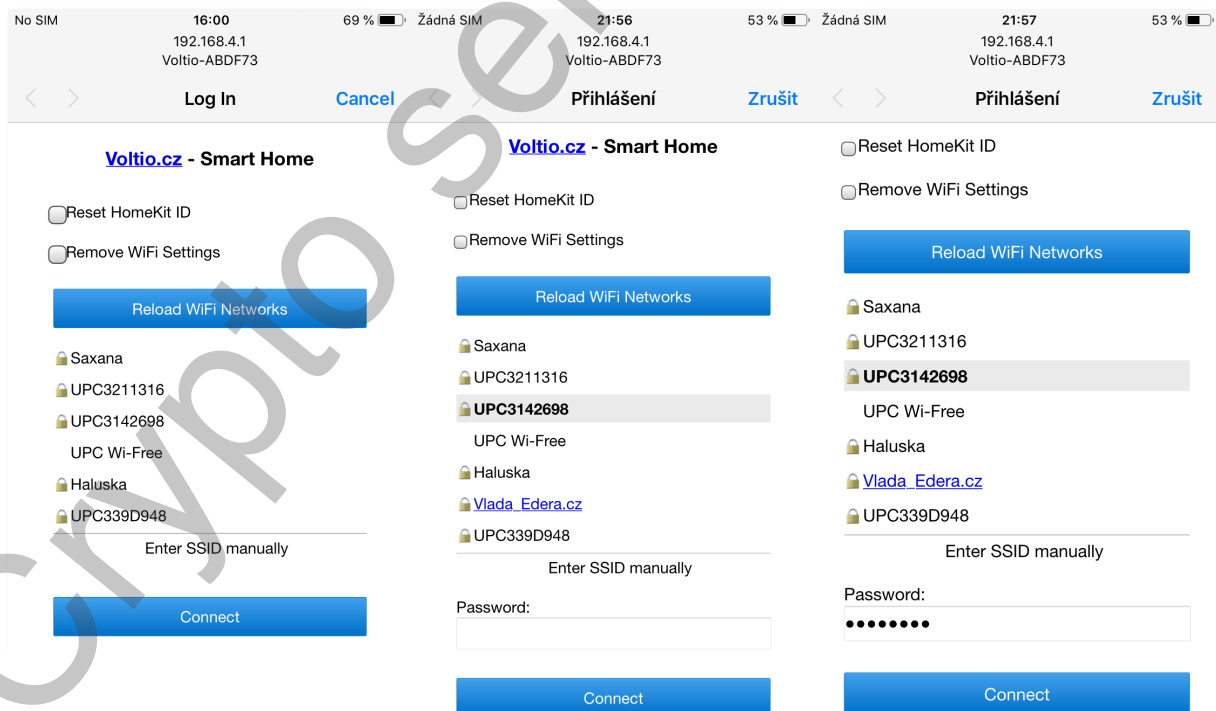 No SIM 16:00 69 %
192.168.4.1
Voltio-ABDF73
Log In Cancel
Voltio.cz - Smart Home
Reset HomeKit ID
Remove WiFi Settings
Reload WiFi Networks
Saxana
UPC3211316
UPC3142698
UPC Wi-Free
Haluska
UPC339D948
Enter SSID manually
Connect
Žádná SIM 21:56 53 %
192.168.4.1
Voltio-ABDF73
Přihlášení Zrušit
Voltio.cz - Smart Home
Reset HomeKit ID
Remove WiFi Settings
Reload WiFi Networks
Saxana
UPC3211316
UPC3142698
UPC Wi-Free
Haluska
Vlada_Edera.cz
UPC339D948
Enter SSID manually
Password:
Connect
Žádná SIM 21:57 53 %
192.168.4.1
Voltio-ABDF73
Přihlášení Zrušit
Reset HomeKit ID
Remove WiFi Settings
Reload WiFi Networks
Saxana
UPC3211316
UPC3142698
UPC Wi-Free
Haluska
Vlada_Edera.cz
UPC339D948
Enter SSID manually
Password:
●●●●●●●●
Connect
Crypto se